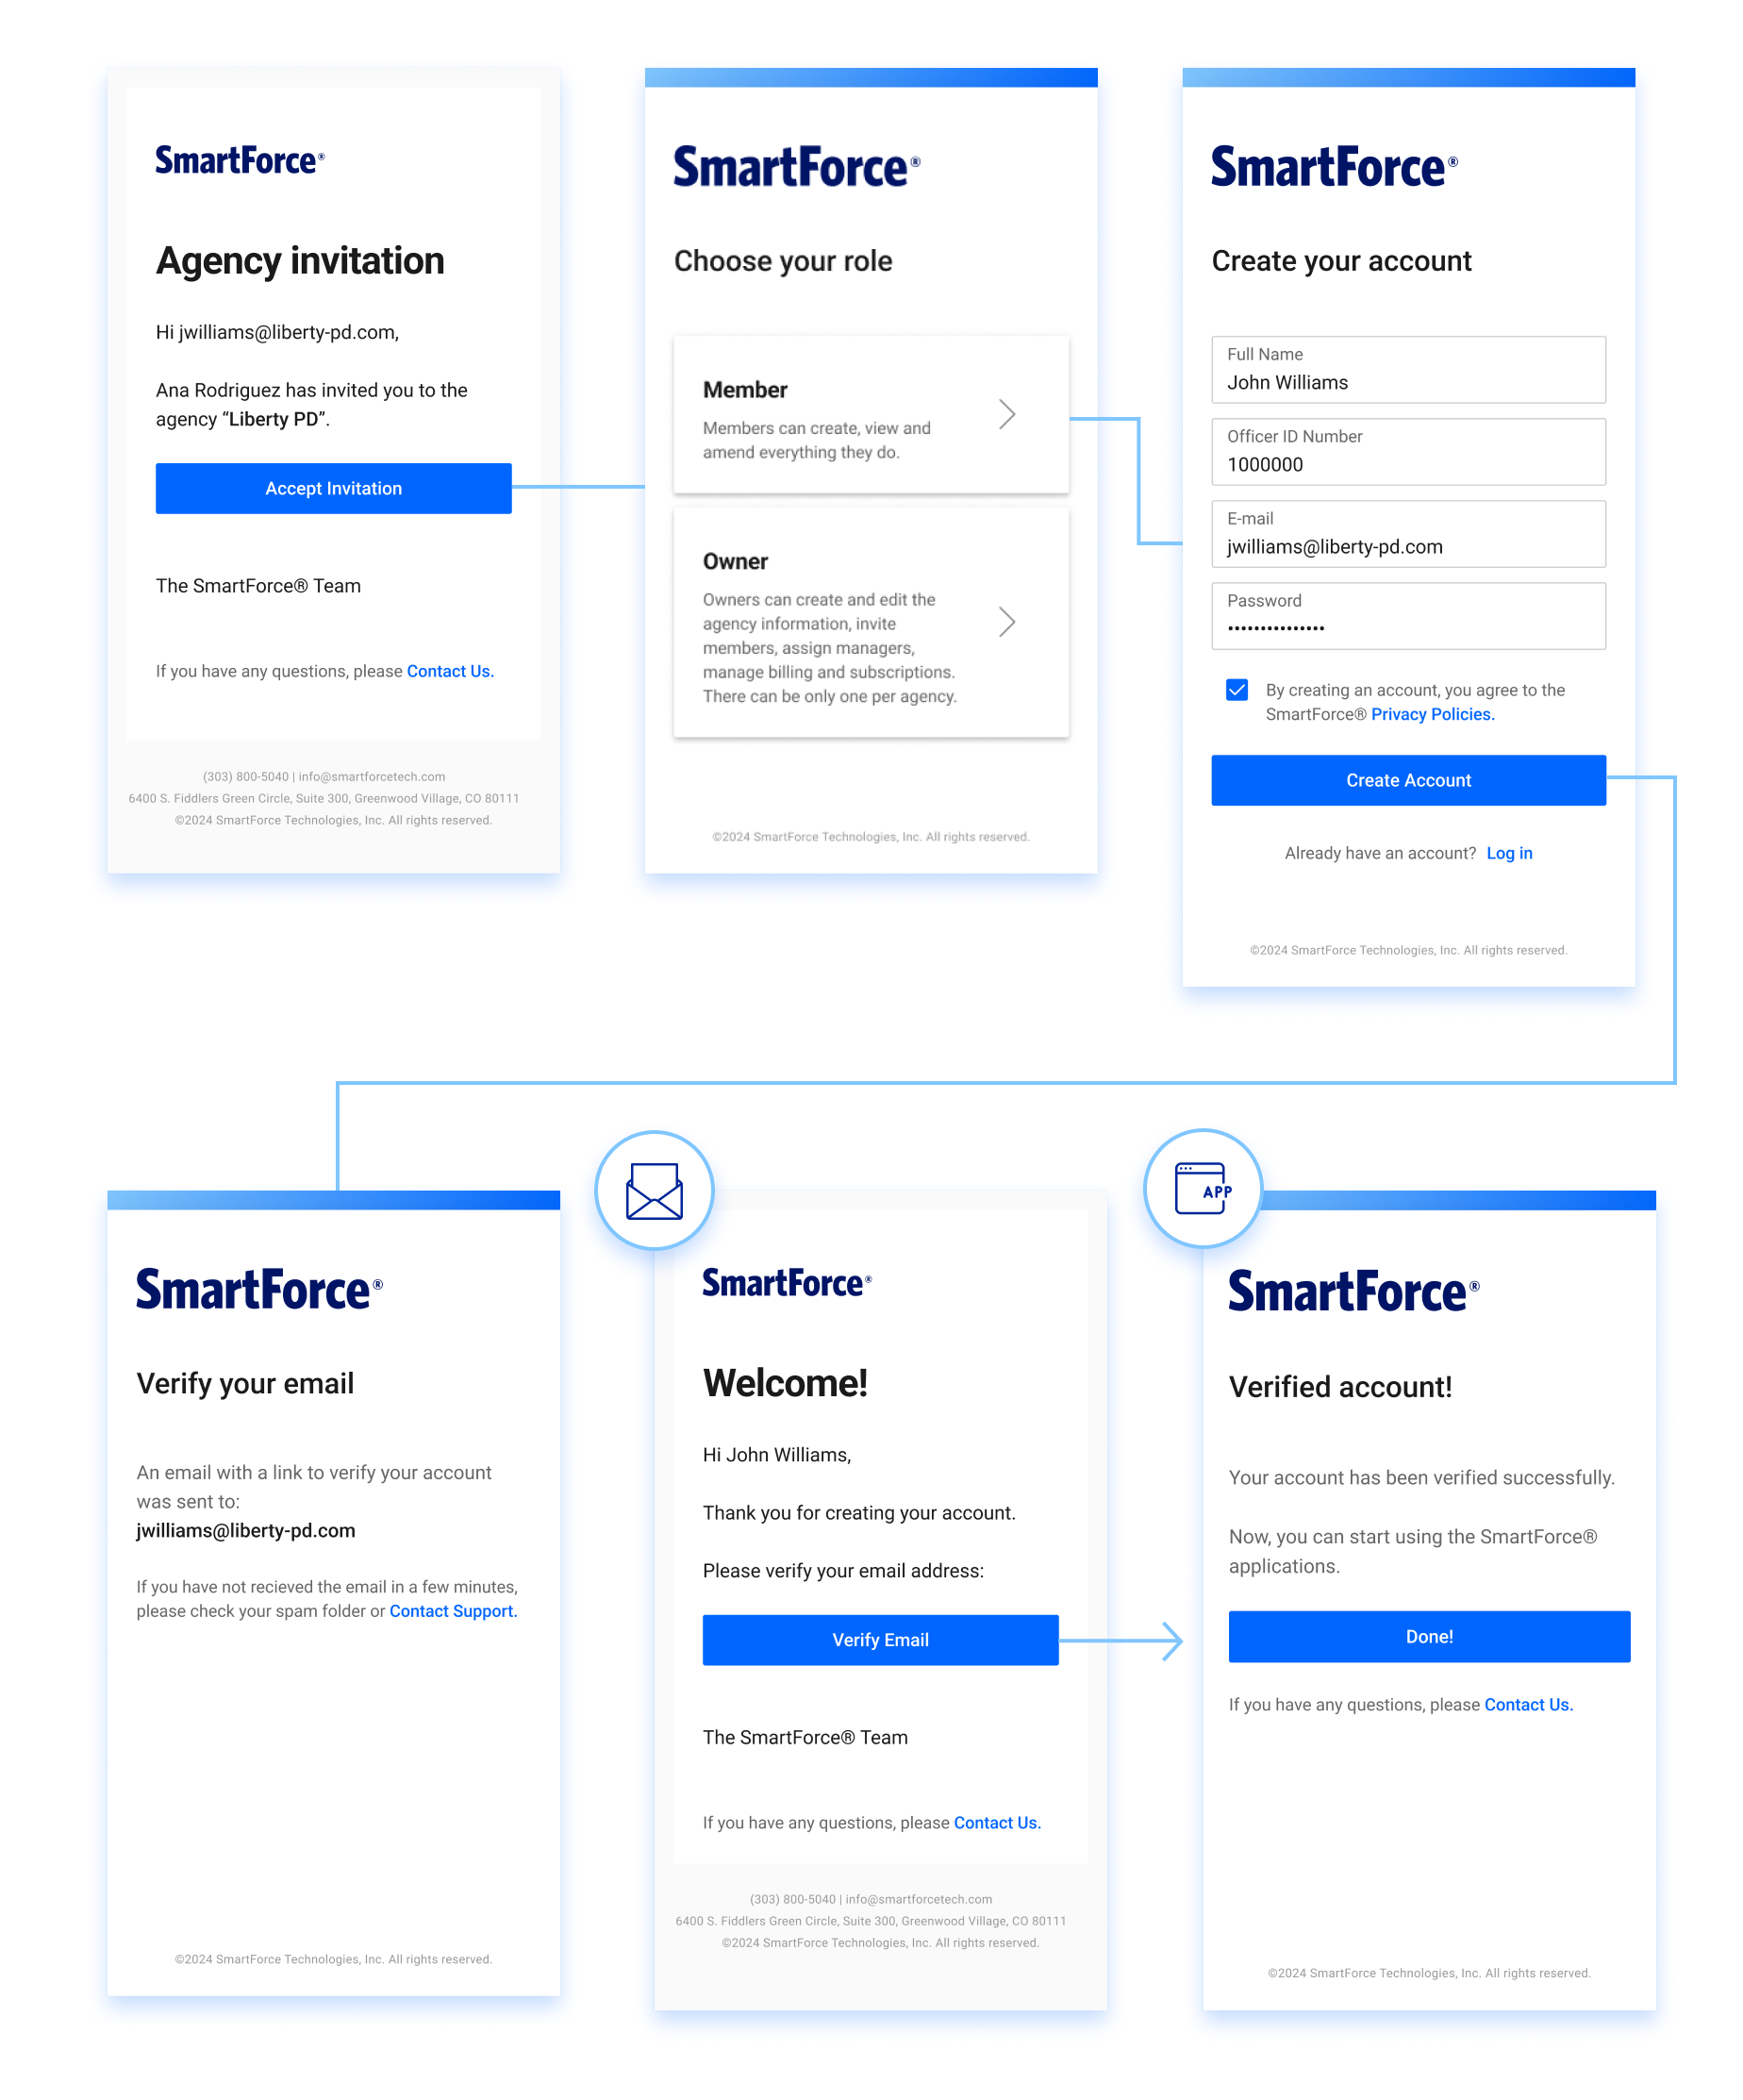 SmartForce®
Agency invitation
Hi jwilliams@liberty-pd.com,
Ana Rodriguez has invited you to the
agency “Liberty PD”.
Accept Invitation
The SmartForce® Team
If you have any questions, please Contact Us.
(303) 800-5040 | info@smartforcetech.com
6400 S. Fiddlers Green Circle, Suite 300, Greenwood Village, CO 80111
©2024 SmartForce Technologies, Inc. All rights reserved.
SmartForce®
Choose your role
Member
Members can create, view and
amend everything they do.
Owner
Owners can create and edit the
agency information, invite
members, assign managers,
manage billing and subscriptions.
There can be only one per agency.
©2024 SmartForce Technologies, Inc. All rights reserved.
SmartForce®
Create your account
Full Name
John Williams
Officer ID Number
1000000
E-mail
jwilliams@liberty-pd.com
Password
•••••••••••••••
By creating an account, you agree to the
SmartForce® Privacy Policies.
Create Account
Already have an account? Log in
©2024 SmartForce Technologies, Inc. All rights reserved.
SmartForce®
Verify your email
An email with a link to verify your account
was sent to:
jwilliams@liberty-pd.com
If you have not recieved the email in a few minutes,
please check your spam folder or Contact Support.
©2024 SmartForce Technologies, Inc. All rights reserved.
SmartForce®
Welcome!
Hi John Williams,
Thank you for creating your account.
Please verify your email address:
Verify Email
The SmartForce® Team
If you have any questions, please Contact Us.
(303) 800-5040 | info@smartforcetech.com
6400 S. Fiddlers Green Circle, Suite 300, Greenwood Village, CO 80111
©2024 SmartForce Technologies, Inc. All rights reserved.
APP
SmartForce®
Verified account!
Your account has been verified successfully.
Now, you can start using the SmartForce®
applications.
Done!
If you have any questions, please Contact Us.
©2024 SmartForce Technologies, Inc. All rights reserved.